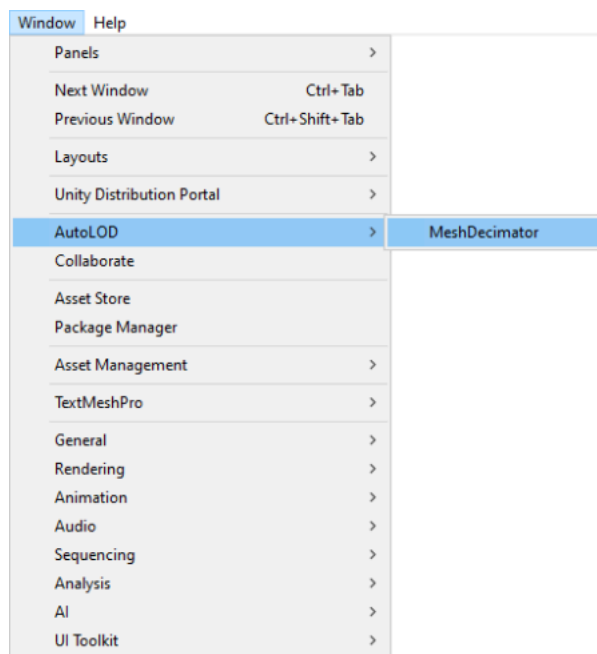 Window Help
Panels
Next Window Ctrl+Tab
Previous Window Ctrl+Shift+Tab
Layouts
Unity Distribution Portal
AutoLOD MeshDecimator
Collaborate
Asset Store
Package Manager
Asset Management
TextMeshPro
General
Rendering
Animation
Audio
Sequencing
Analysis
AI
UI Toolkit